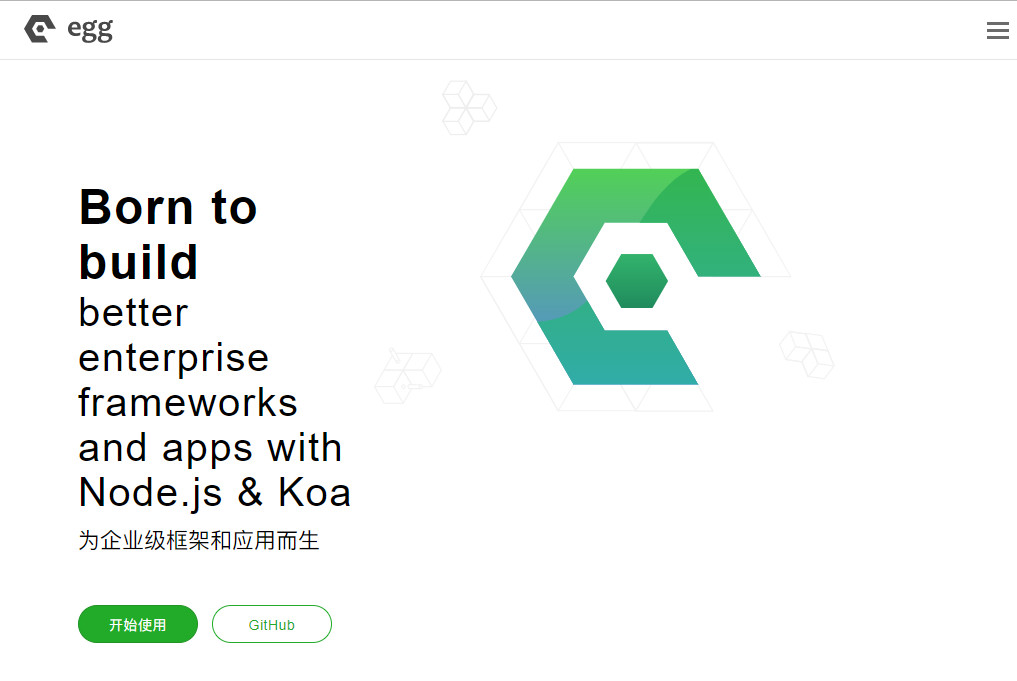 egg
Born to
build
better
enterprise
frameworks
and apps with
Node.js & Koa
为企业级框架和应用而生
开始使用
GitHub